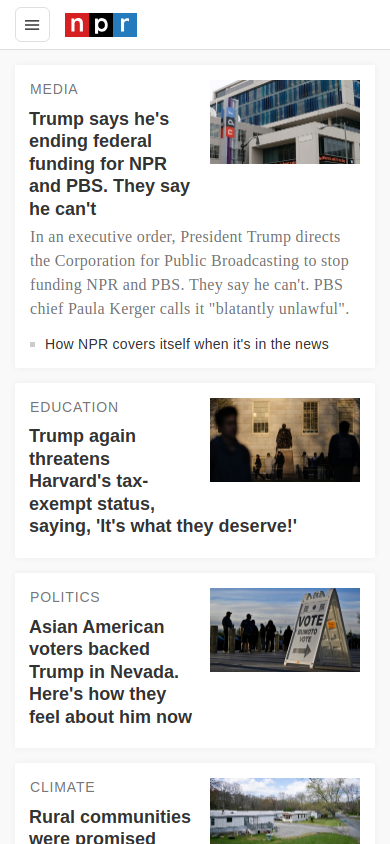 npr
MEDIA
Trump says he's
ending federal
funding for NPR
and PBS. They say
he can't
In an executive order, President Trump directs
the Corporation for Public Broadcasting to stop
funding NPR and PBS. They say he can't. PBS
chief Paula Kerger calls it "blatantly unlawful".
How NPR covers itself when it's in the news
EDUCATION
Trump again
threatens
Harvard's tax-
exempt status,
saying, 'It's what they deserve!'
POLITICS
Asian American
voters backed
Trump in Nevada.
Here's how they
feel about him now
VOTE
VOTE
CLIMATE
Rural communities
were promised